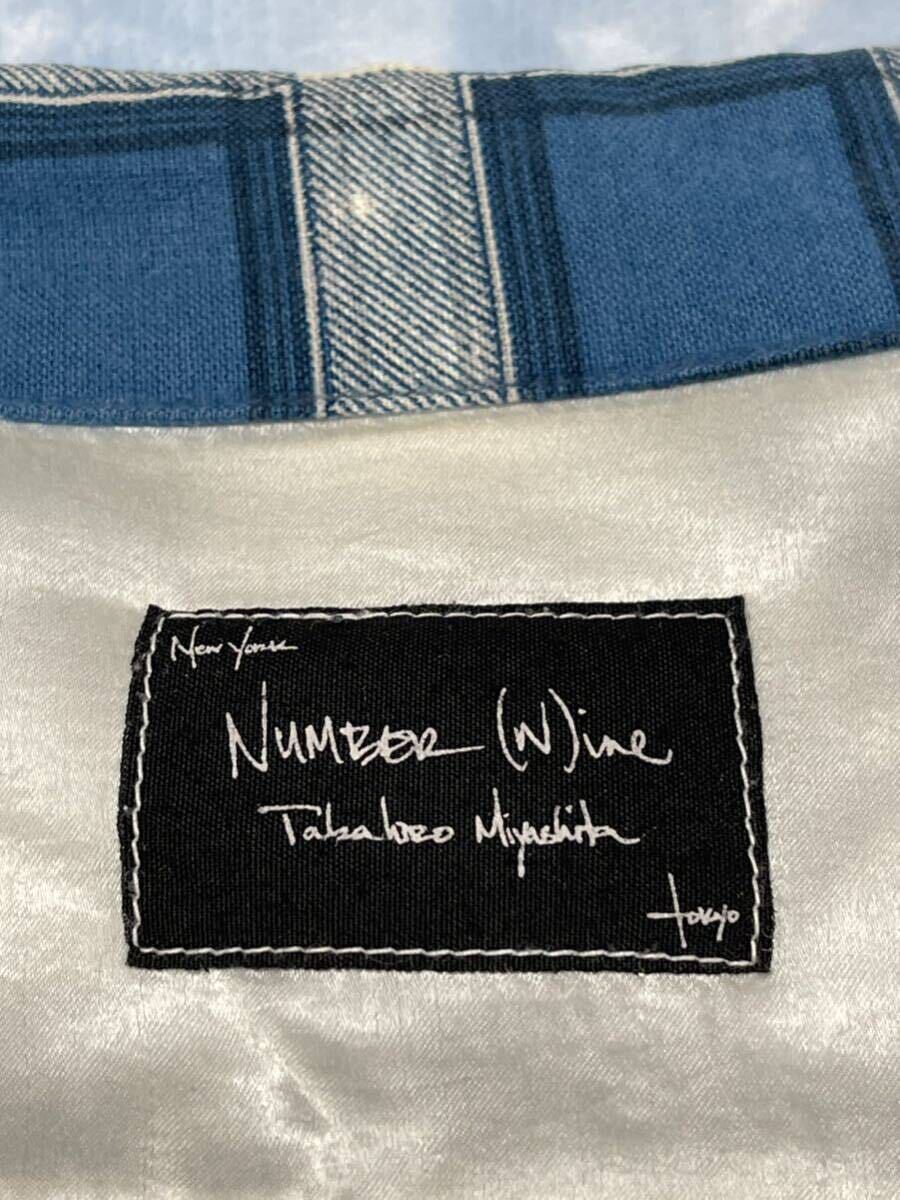 New York
NUMBER (N)ine
Takahiro Miyashita
tokyo